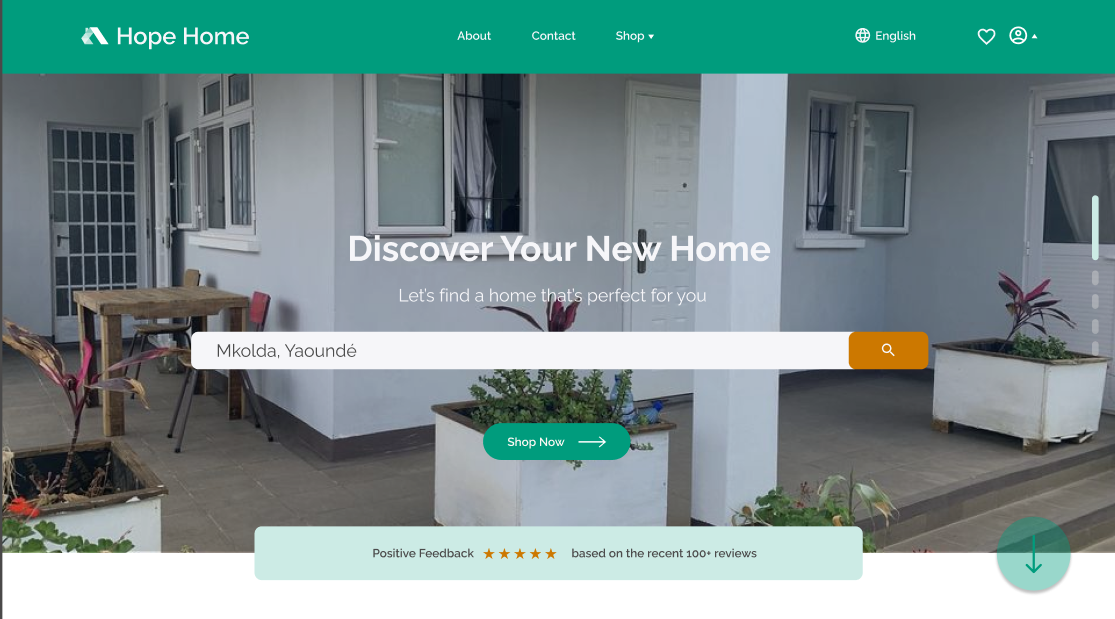 Hope Home
About
Contact
Shop
English
Discover Your New Home
Let's find a home that's perfect for you
Mkolda, Yaoundé
Shop Now
Positive Feedback ★ ★ ★ ★ ★ based on the recent 100+ reviews